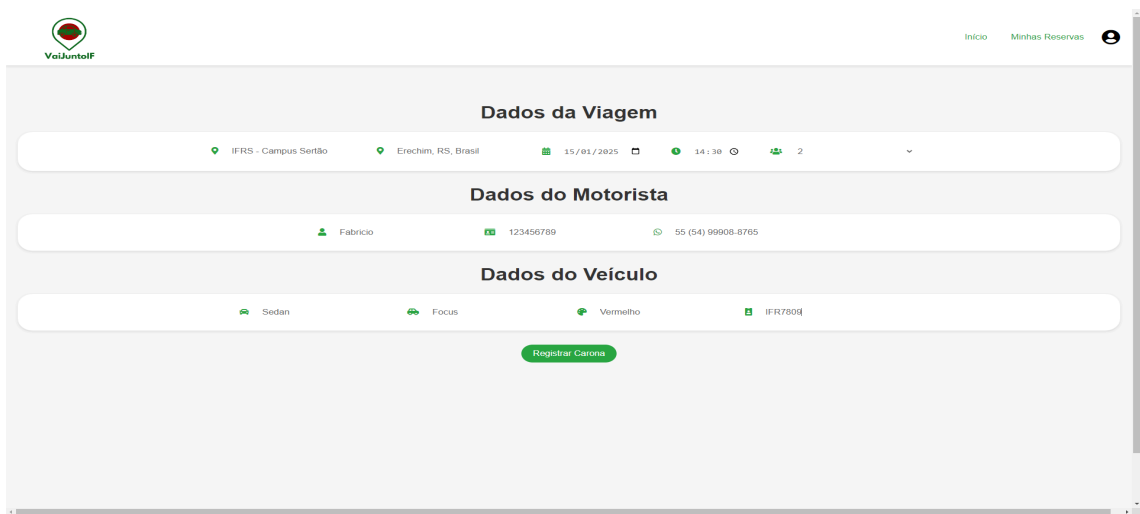 VaiJuntoIF
Início Minhas Reservas
Dados da Viagem
IFRS - Campus Sertão Erechim, RS, Brasil 15/01/2025 14:30 2
Dados do Motorista
Fabricio 123456789 55 (54) 99908-8765
Dados do Veículo
Sedan Focus Vermelho IFR7809
Registrar Carona